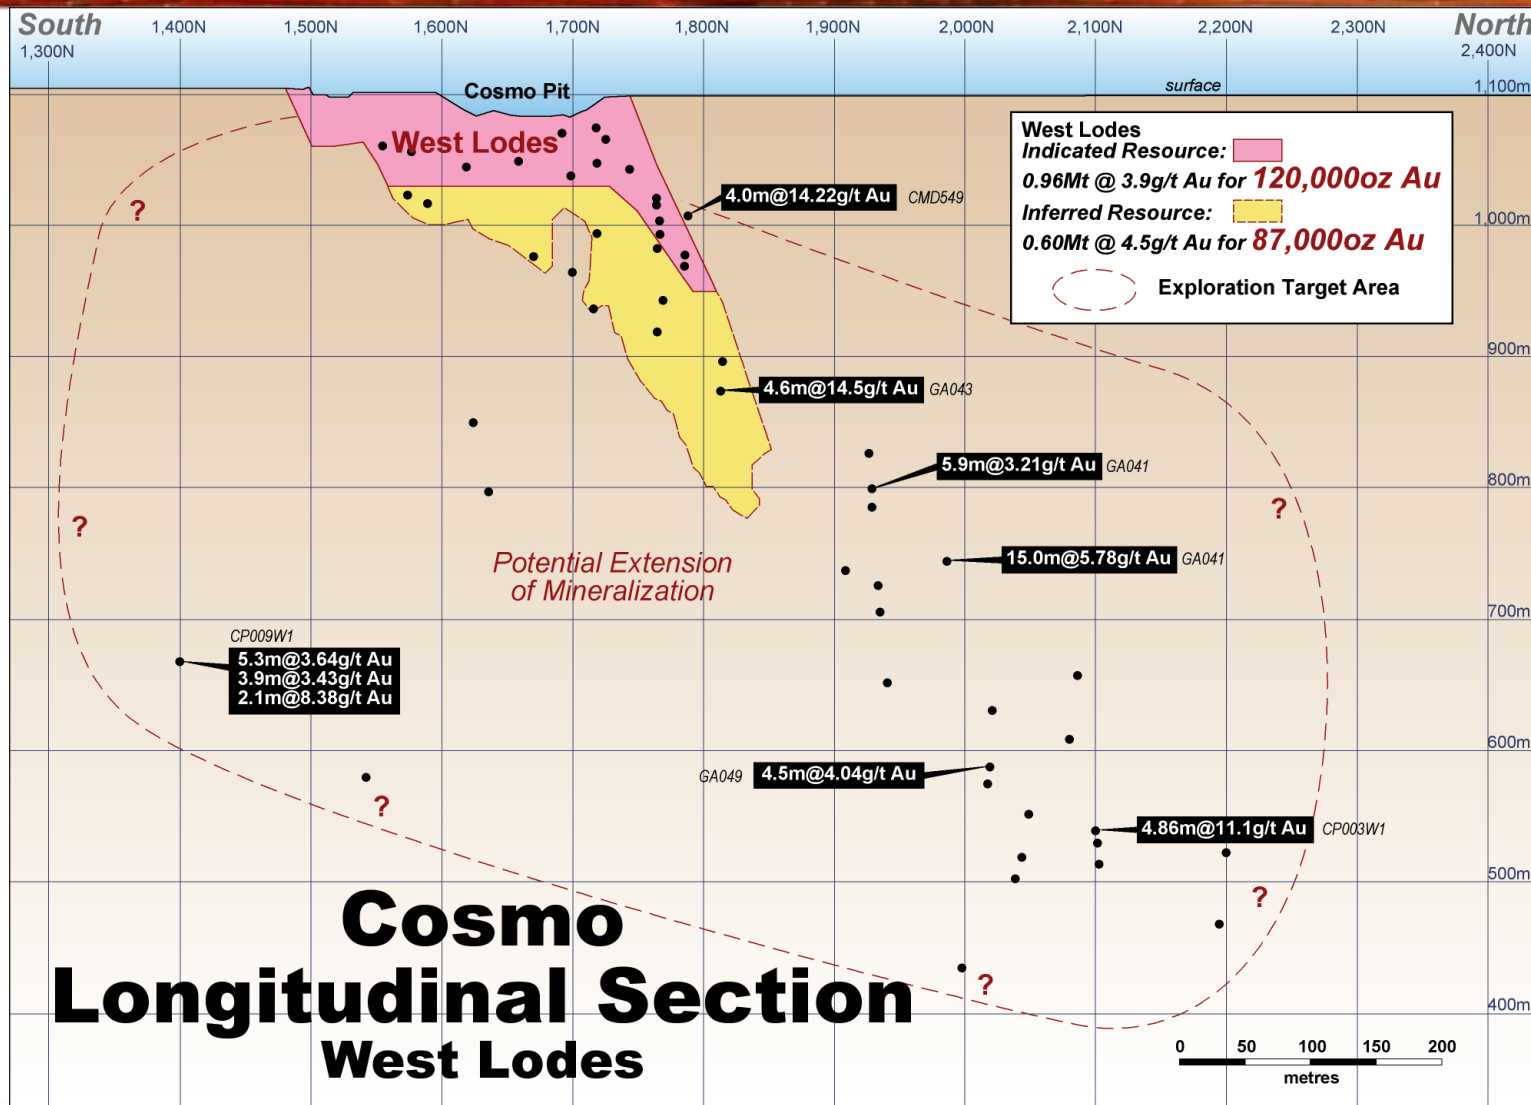 South
North
1,300N
1,400N
1,500N
1,600N
1,700N
1,800N
1,900N
2,000N
2,100N
2,200N
2,300N
2,400N
Cosmo Pit
surface
1,100m
West Lodes
West Lodes
Indicated Resource:
0.96Mt @ 3.9g/t Au for 120,000oz Au
Inferred Resource:
0.60Mt @ 4.5g/t Au for 87,000oz Au
Exploration Target Area
?
4.0m@14.22g/t Au CMD549
1,000m
900m
4.6m@14.5g/t Au GA043
5.9m@3.21g/t Au GA041
800m
?
?
15.0m@5.78g/t Au GA041
Potential Extension
of Mineralization
700m
CP009W1
5.3m@3.64g/t Au
3.9m@3.43g/t Au
2.1m@8.38g/t Au
600m
GA049 4.5m@4.04g/t Au
?
4.86m@11.1g/t Au CP003W1
500m
?
?
400m
Cosmo
Longitudinal Section
West Lodes
0 50 100 150 200
metres